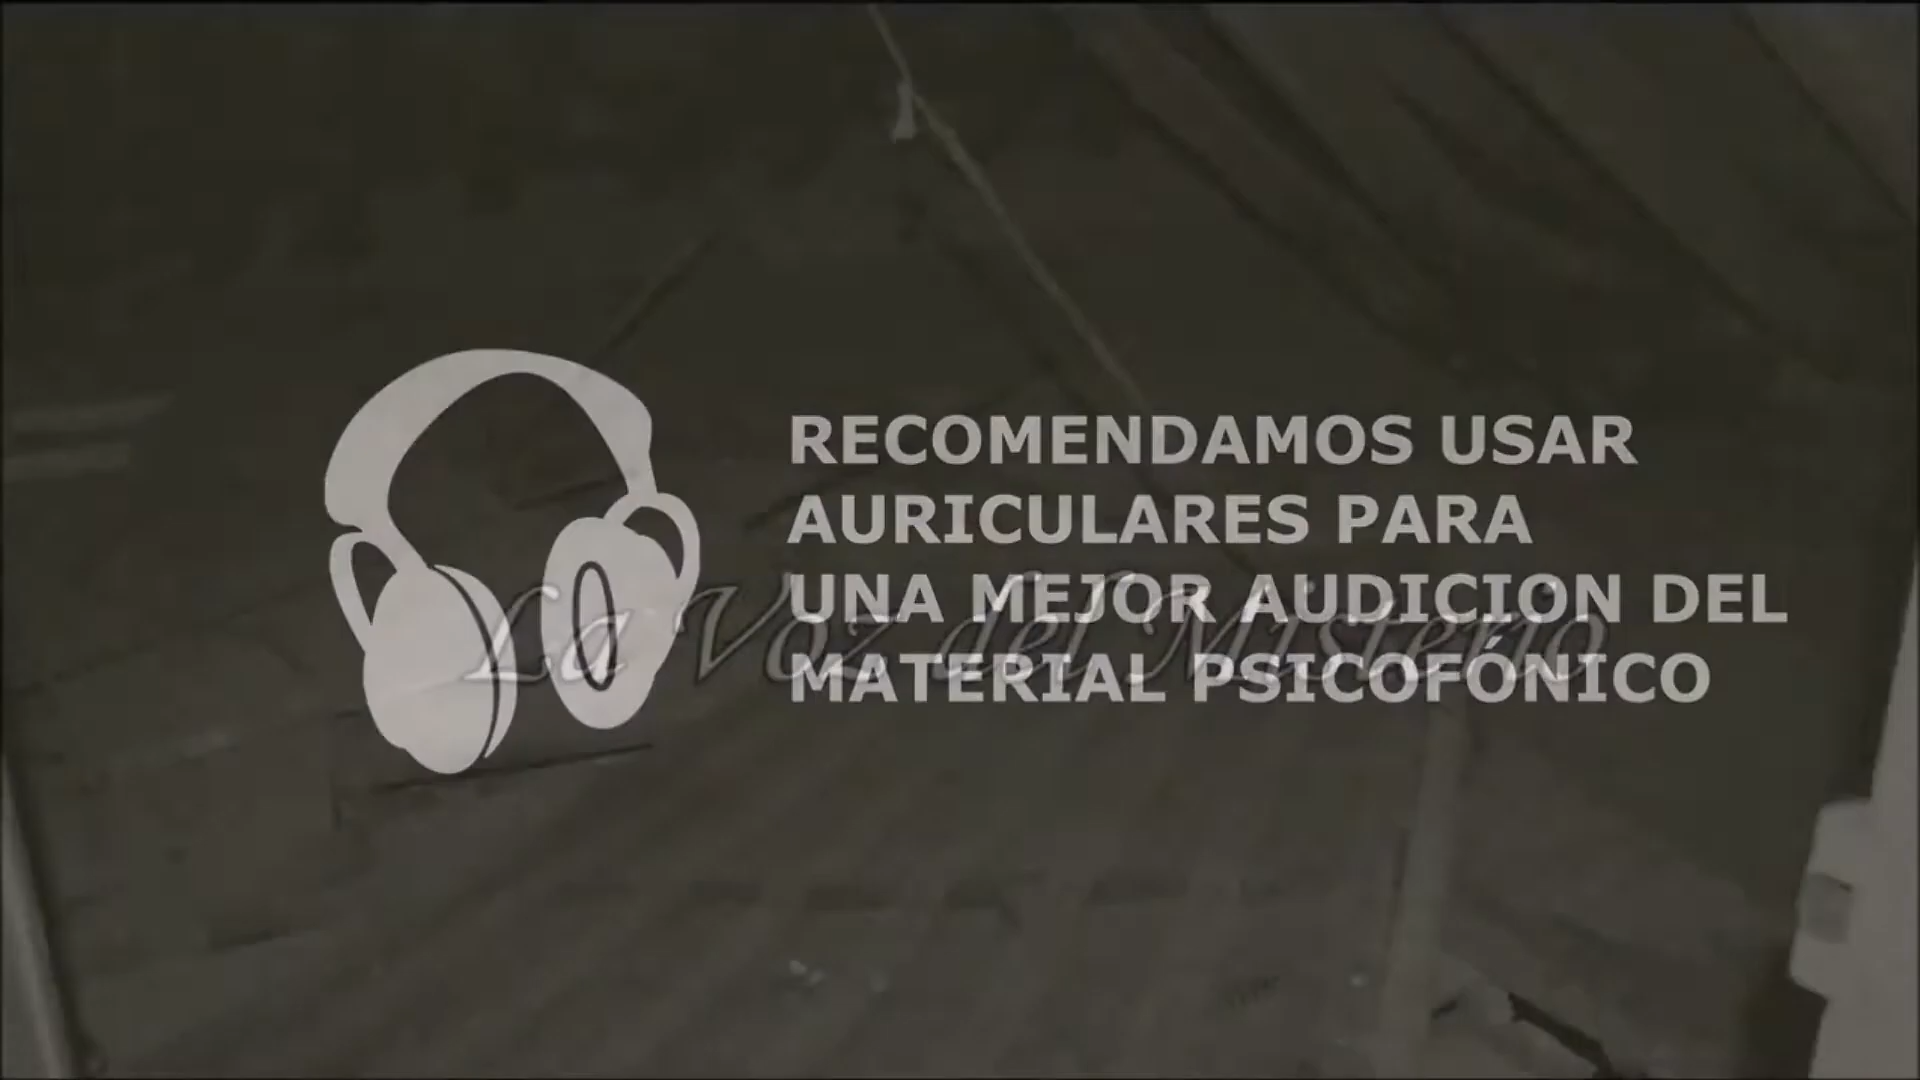 RECOMENDAMOS USAR
AURICULARES PARA
UNA MEJOR AUDICION DEL
MATERIAL PSICOFÓNICO
La Voz del Misterio